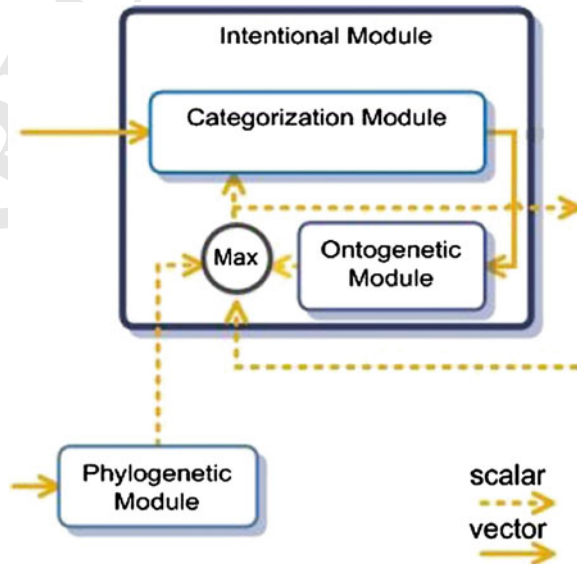 Intentional Module
Categorization Module
Max
Ontogenetic
Module
Phylogenetic
Module
scalar
vector